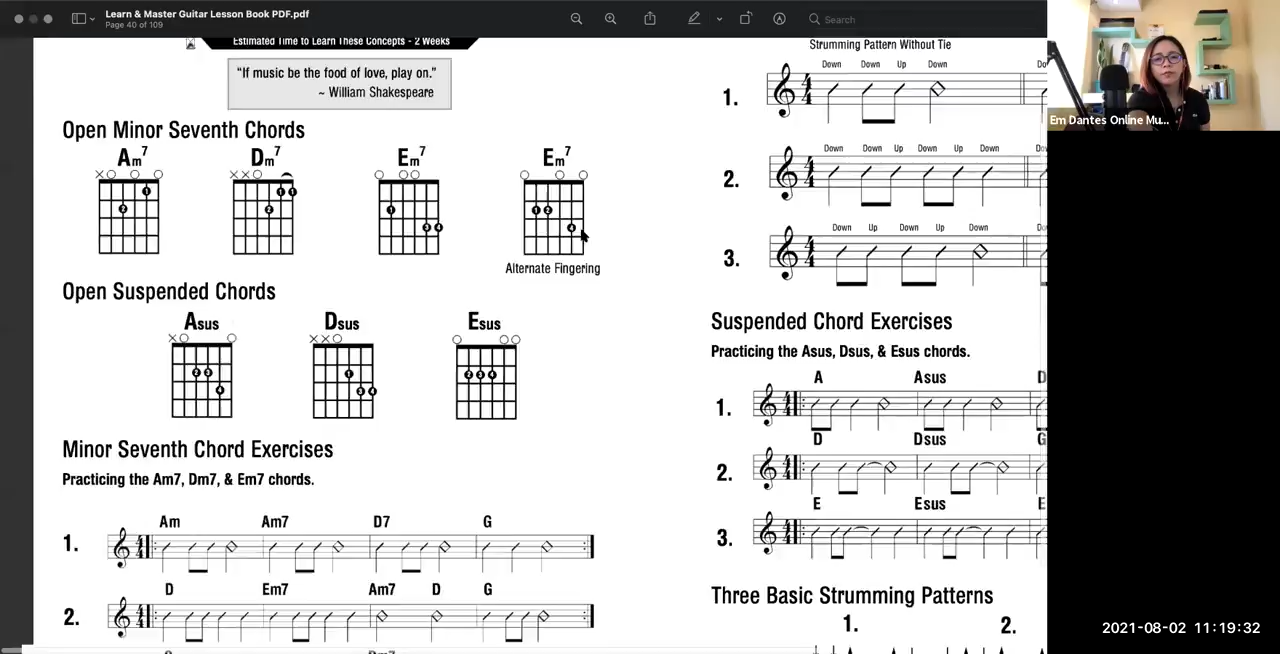 Learn & Master Guitar Lesson Book PDF.pdf
Page 40 of 109
Search
Estimated Time to Learn These Concepts - 2 Weeks
"If music be the food of love, play on."
~ William Shakespeare
Open Minor Seventh Chords
Am7 Dm7 Em7 Em7
Alternate Fingering
Open Suspended Chords
Asus Dsus Esus
Minor Seventh Chord Exercises
Practicing the Am7, Dm7, & Em7 chords.
1. Am Am7 D7 G
2. D Em7 Am7 D G
Strumming Pattern Without Tie
1. Down Down Up Down
2. Down Down Up Down Up Down
3. Down Up Down Up Down
Suspended Chord Exercises
Practicing the Asus, Dsus, & Esus chords.
1. A Asus D
2. D Dsus G
3. E Esus E
Three Basic Strumming Patterns
1. 2.
Em Dantes Online Mu...
2021-08-02 11:19:32